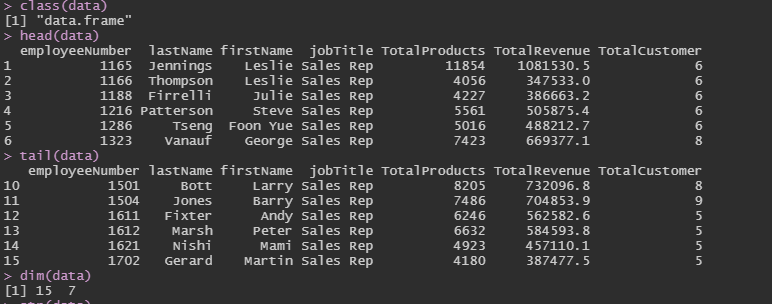 > class(data)
[1] "data.frame"
> head(data)
  employeeNumber  lastName firstName  jobTitle TotalProducts TotalRevenue TotalCustomer
1           1165  Jennings    Leslie Sales Rep         11854    1081530.5             6
2           1166  Thompson    Leslie Sales Rep          4056     347533.0             6
3           1188  Firrelli     Julie Sales Rep          4227     386663.2             6
4           1216 Patterson     Steve Sales Rep          5561     505875.4             6
5           1286     Tseng  Foon Yue Sales Rep          5016     488212.7             6
6           1323    Vanauf    George Sales Rep          7423     669377.1             8
> tail(data)
   employeeNumber lastName firstName  jobTitle TotalProducts TotalRevenue TotalCustomer
10           1501     Bott     Larry Sales Rep          8205     732096.8             8
11           1504    Jones     Barry Sales Rep          7486     704853.9             9
12           1611   Fixter      Andy Sales Rep          6246     562582.6             5
13           1612    Marsh     Peter Sales Rep          6632     584593.8             5
14           1621    Nishi      Mami Sales Rep          4923     457110.1             5
15           1702   Gerard    Martin Sales Rep          4180     387477.5             5
> dim(data)
[1] 15  7